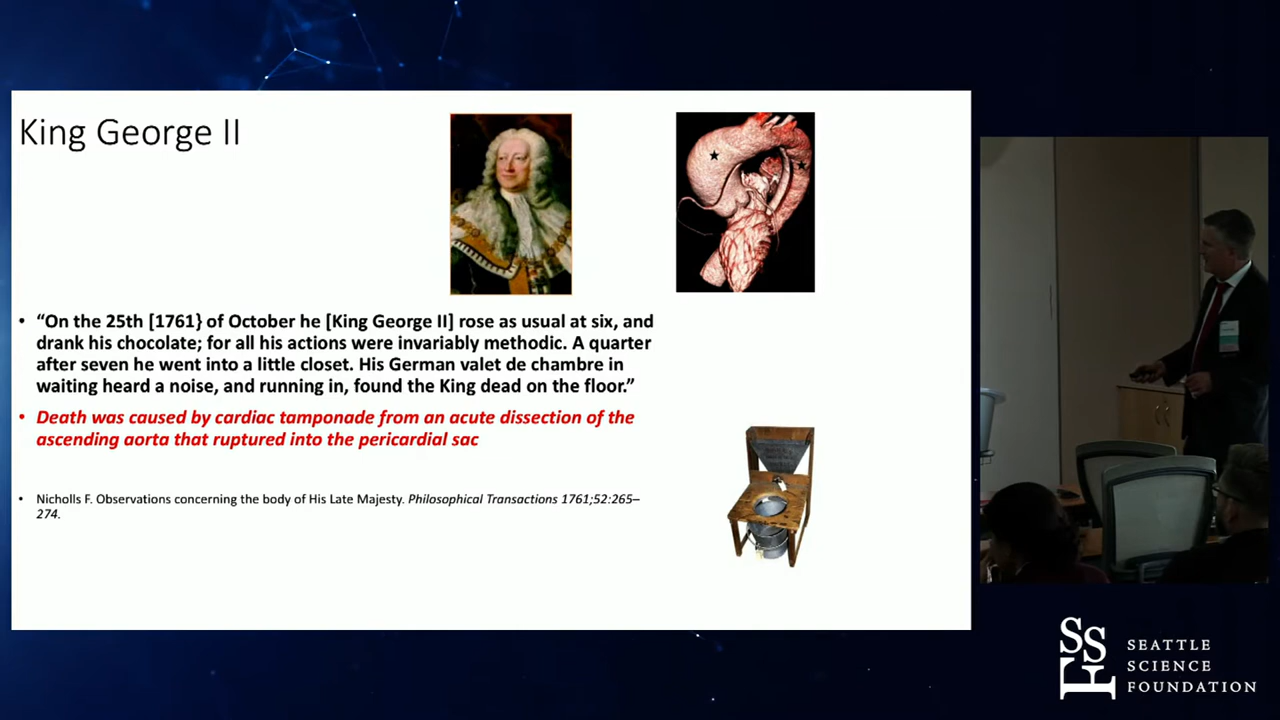 King George II
• “On the 25th [1761} of October he [King George II] rose as usual at six, and
drank his chocolate; for all his actions were invariably methodic. A quarter
after seven he went into a little closet. His German valet de chambre in
waiting heard a noise, and running in, found the King dead on the floor.”
• Death was caused by cardiac tamponade from an acute dissection of the
ascending aorta that ruptured into the pericardial sac
• Nicholls F. Observations concerning the body of His Late Majesty. Philosophical Transactions 1761;52:265–
274.
SSF
SEATTLE
SCIENCE
FOUNDATION